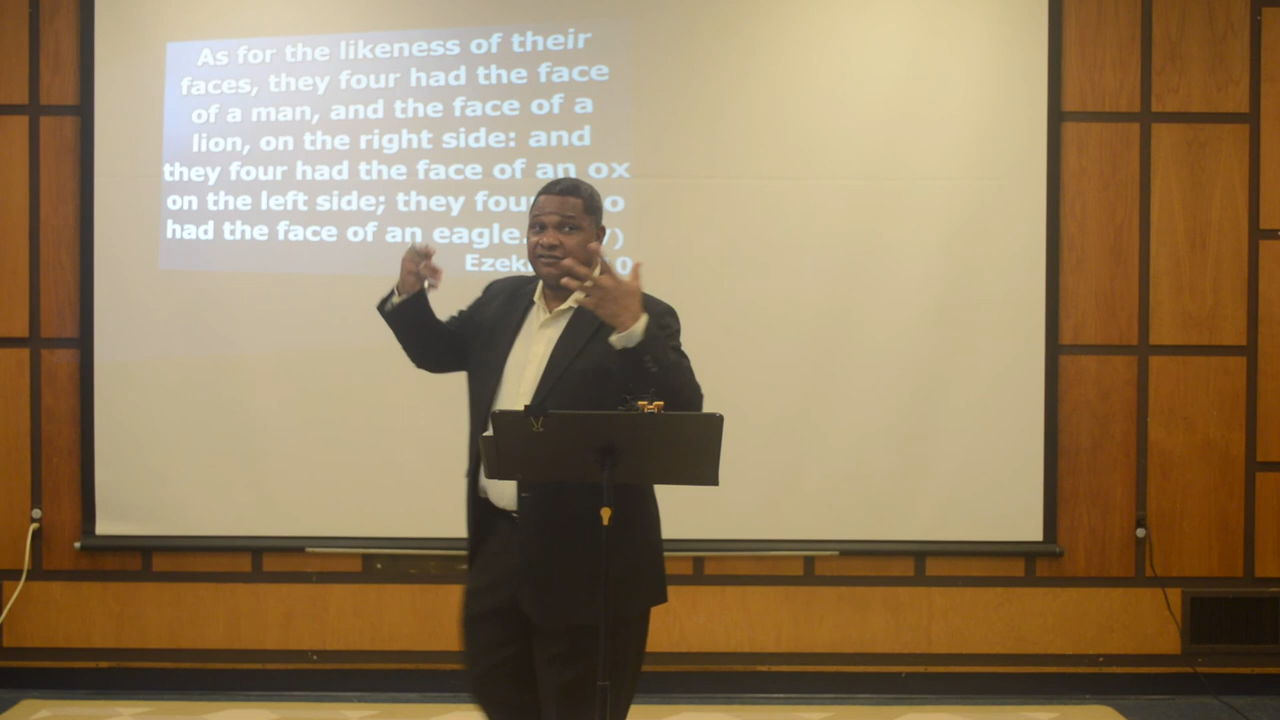 As for the likeness of their
faces, they four had the face
of a man, and the face of a
lion, on the right side: and
they four had the face of an ox
on the left side; they four
had the face of an eagle.